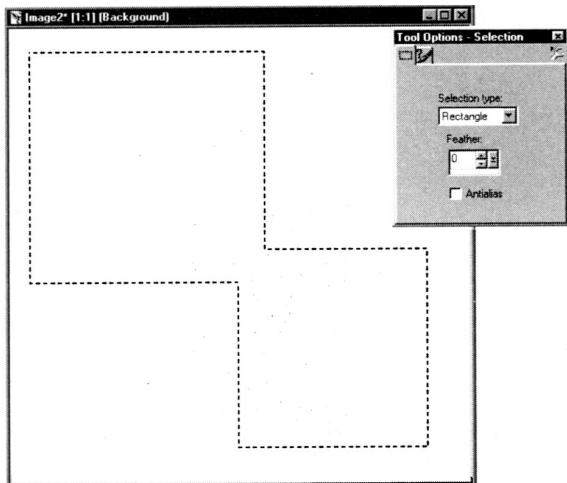 Image2* [1:1] (Background)
Tool Options - Selection
Selection type:
Rectangle
Feather:
0
Antialias